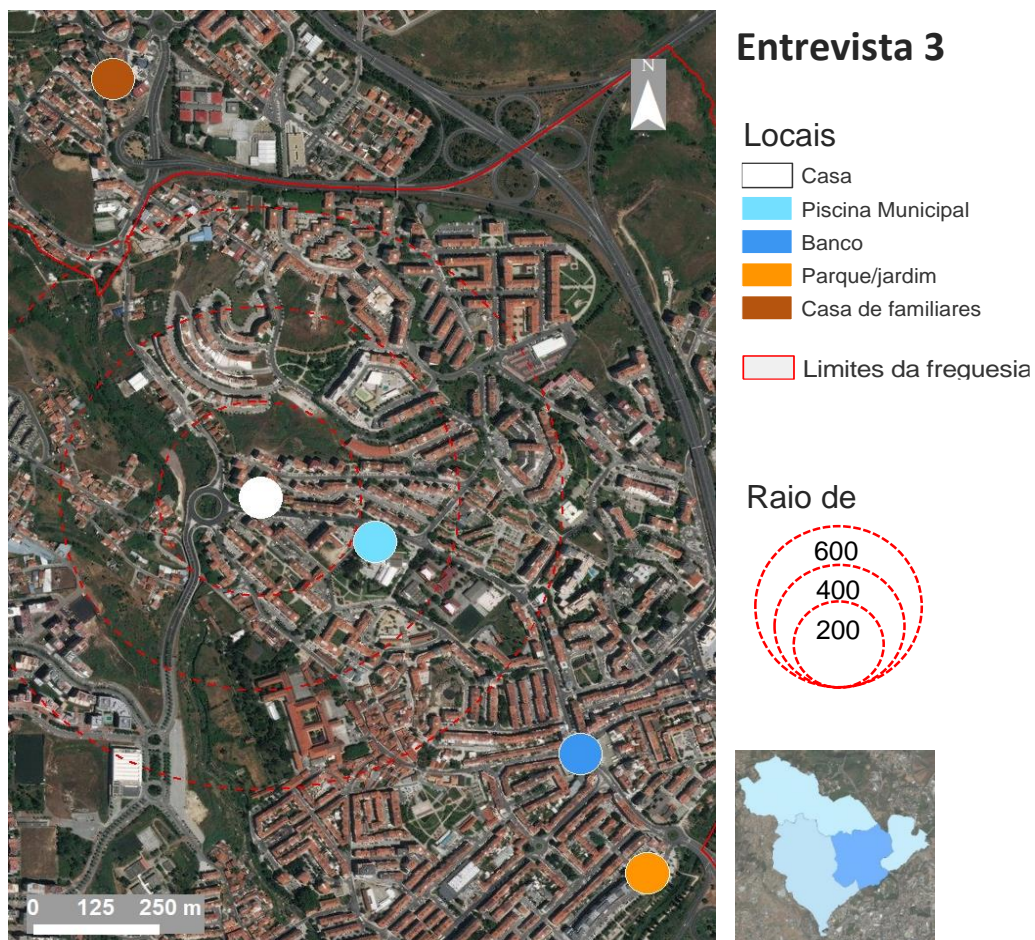 Entrevista 3
N
Locais
Casa
Piscina Municipal
Banco
Parque/jardim
Casa de familiares
Limites da freguesia
Raio de
600
400
200
0 125 250 m